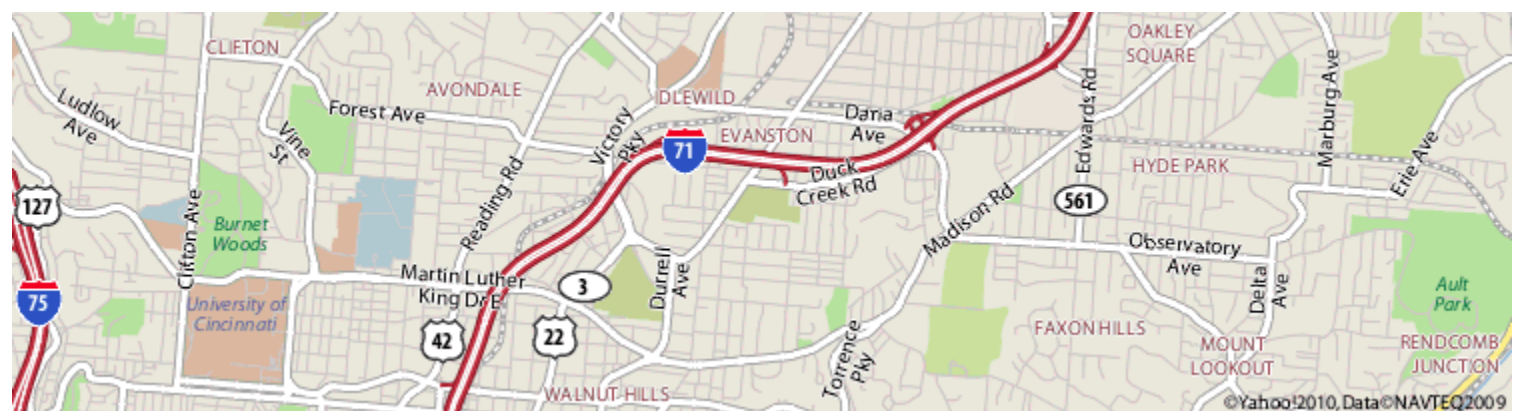 CLIFTON
OAKLEY
SQUARE
AVONDALE
Ludlow
Ave
Forest Ave
DLEWILD
Dana
Ave
Vine
St
Victory
Pky
EVANSTON
71
Edwards Rd
Marburg Ave
Erie Ave
HYDE PARK
Duck
Creek Rd
127
Clifton Ave
Burnet
Woods
Reading Rd
Madison Rd
561
Observatory
Ave
75
University of
Cincinnati
Martin Luther
King Dr E
3
Durrell
Ave
Delta
Ave
Ault
Park
42
22
Torrence
Pky
FAXON HILLS
MOUNT
LOOKOUT
RENDCOMB
JUNCTION
WALNUT HILLS
©Yahoo!2010, Data©NAVTEQ2009